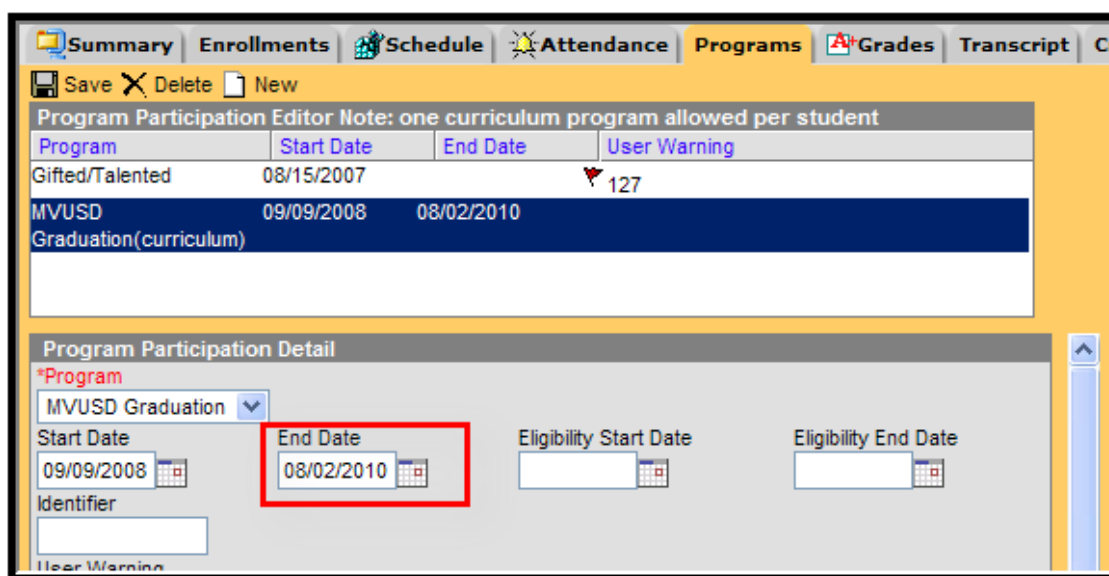 Summary Enrollments Schedule Attendance Programs A+ Grades Transcript C
Save Delete New
Program Participation Editor Note: one curriculum program allowed per student
Program Start Date End Date User Warning
Gifted/Talented 08/15/2007 127
MVUSD 09/09/2008 08/02/2010
Graduation(curriculum)
Program Participation Detail
*Program
MVUSD Graduation
Start Date End Date Eligibility Start Date Eligibility End Date
09/09/2008 08/02/2010
Identifier
User Warning